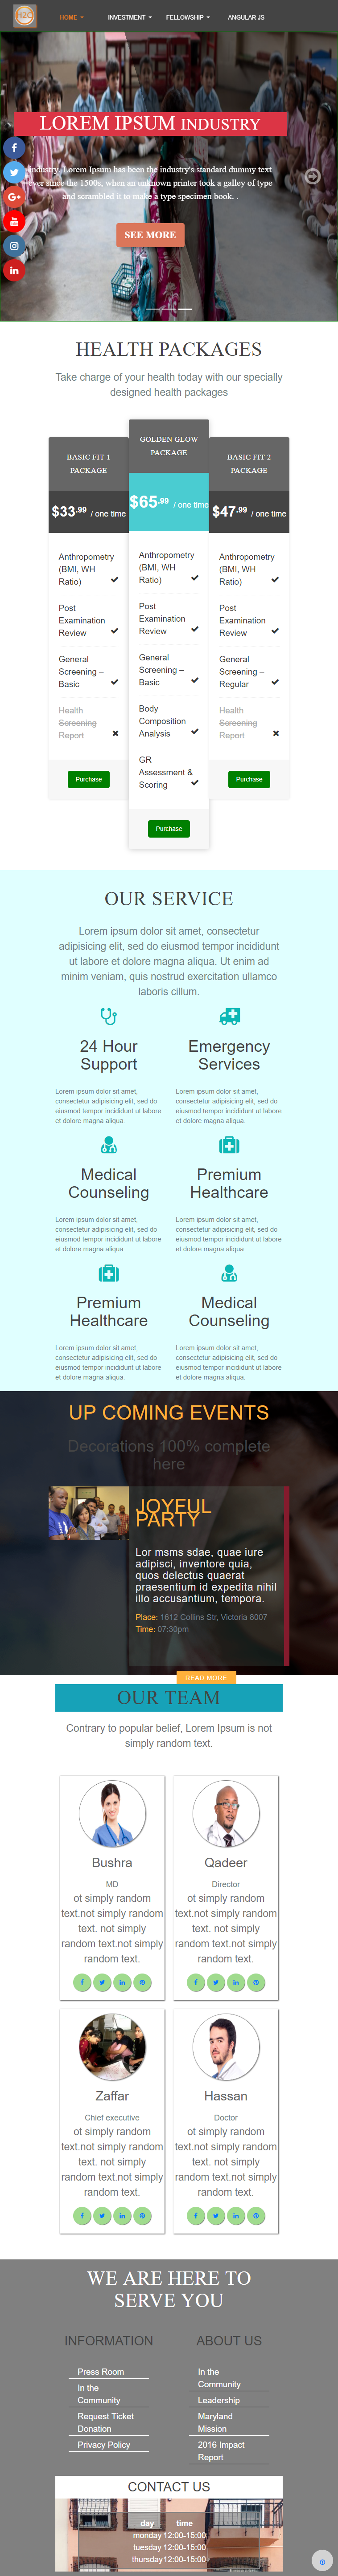 H2C
HOME INVESTMENT FELLOWSHIP ANGULAR JS
LOREM IPSUM INDUSTRY
industry. Lorem Ipsum has been the industry's standard dummy text
ever since the 1500s, when an unknown printer took a galley of type
and scrambled it to make a type specimen book. .
SEE MORE
HEALTH PACKAGES
Take charge of your health today with our specially
designed health packages
BASIC FIT 1
PACKAGE
$33.99 / one time
Anthropometry
(BMI, WH
Ratio)
Post
Examination
Review
General
Screening –
Basic
Health
Screening
Report
Purchase
GOLDEN GLOW
PACKAGE
$65.99 / one time
Anthropometry
(BMI, WH
Ratio)
Post
Examination
Review
General
Screening –
Basic
Body
Composition
Analysis
GR
Assessment &
Scoring
Purchase
BASIC FIT 2
PACKAGE
$47.99 / one time
Anthropometry
(BMI, WH
Ratio)
Post
Examination
Review
General
Screening –
Regular
Health
Screening
Report
Purchase
OUR SERVICE
Lorem ipsum dolor sit amet, consectetur
adipisicing elit, sed do eiusmod tempor incididunt
ut labore et dolore magna aliqua. Ut enim ad
minim veniam, quis nostrud exercitation ullamco
laboris cillum.
24 Hour
Support
Lorem ipsum dolor sit amet,
consectetur adipisicing elit, sed do
eiusmod tempor incididunt ut labore
et dolore magna aliqua.
Emergency
Services
Lorem ipsum dolor sit amet,
consectetur adipisicing elit, sed do
eiusmod tempor incididunt ut labore
et dolore magna aliqua.
Medical
Counseling
Lorem ipsum dolor sit amet,
consectetur adipisicing elit, sed do
eiusmod tempor incididunt ut labore
et dolore magna aliqua.
Premium
Healthcare
Lorem ipsum dolor sit amet,
consectetur adipisicing elit, sed do
eiusmod tempor incididunt ut labore
et dolore magna aliqua.
Premium
Healthcare
Lorem ipsum dolor sit amet,
consectetur adipisicing elit, sed do
eiusmod tempor incididunt ut labore
et dolore magna aliqua.
Medical
Counseling
Lorem ipsum dolor sit amet,
consectetur adipisicing elit, sed do
eiusmod tempor incididunt ut labore
et dolore magna aliqua.
UP COMING EVENTS
Decorations 100% complete
here
JOYFUL
PARTY
Lor msms sdae, quae iure
adipisci, inventore quia,
quos delectus quaerat
praesentium id expedita nihil
illo accusantium, tempora.
Place: 1612 Collins Str, Victoria 8007
Time: 07:30pm
READ MORE
OUR TEAM
Contrary to popular belief, Lorem Ipsum is not
simply random text.
Bushra
MD
ot simply random
text.not simply random
text. not simply
random text.not simply
random text.
Qadeer
Director
ot simply random
text.not simply random
text. not simply
random text.not simply
random text.
Zaffar
Chief executive
ot simply random
text.not simply random
text. not simply
random text.not simply
random text.
Hassan
Doctor
ot simply random
text.not simply random
text. not simply
random text.not simply
random text.
WE ARE HERE TO
SERVE YOU
INFORMATION
Press Room
In the
Community
Request Ticket
Donation
Privacy Policy
ABOUT US
In the
Community
Leadership
Maryland
Mission
2016 Impact
Report
CONTACT US
day time
monday 12:00-15:00
tuesday 12:00-15:00
thursday 12:00-15:00